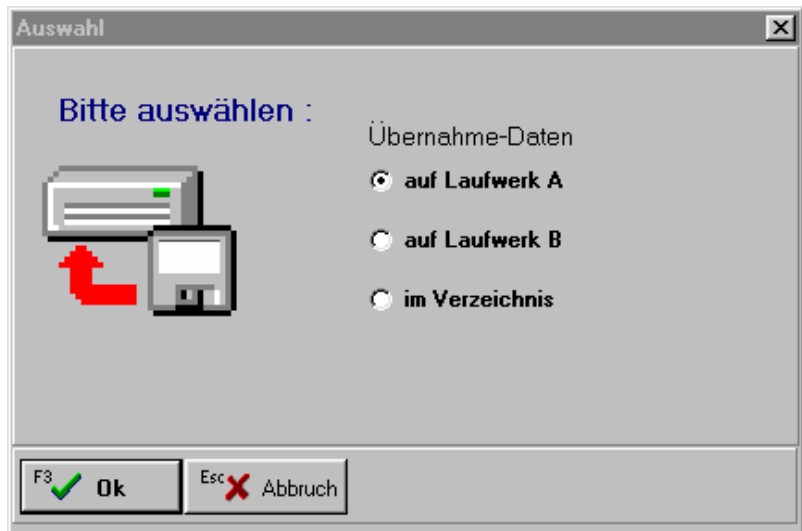 Auswahl
Bitte auswählen :
Übernahme-Daten
auf Laufwerk A
auf Laufwerk B
im Verzeichnis
F3 Ok
Esc Abbruch